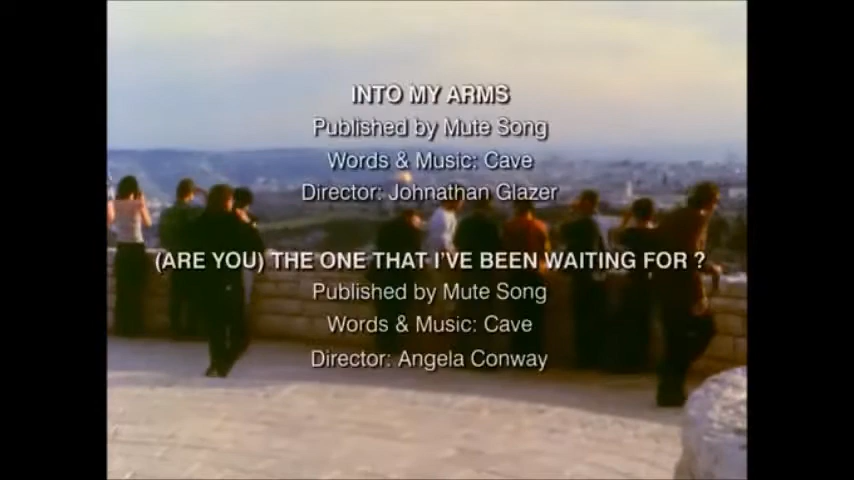 INTO MY ARMS
Published by Mute Song
Words & Music: Cave
Director: Johnathan Glazer
(ARE YOU) THE ONE THAT I'VE BEEN WAITING FOR ?
Published by Mute Song
Words & Music: Cave
Director: Angela Conway